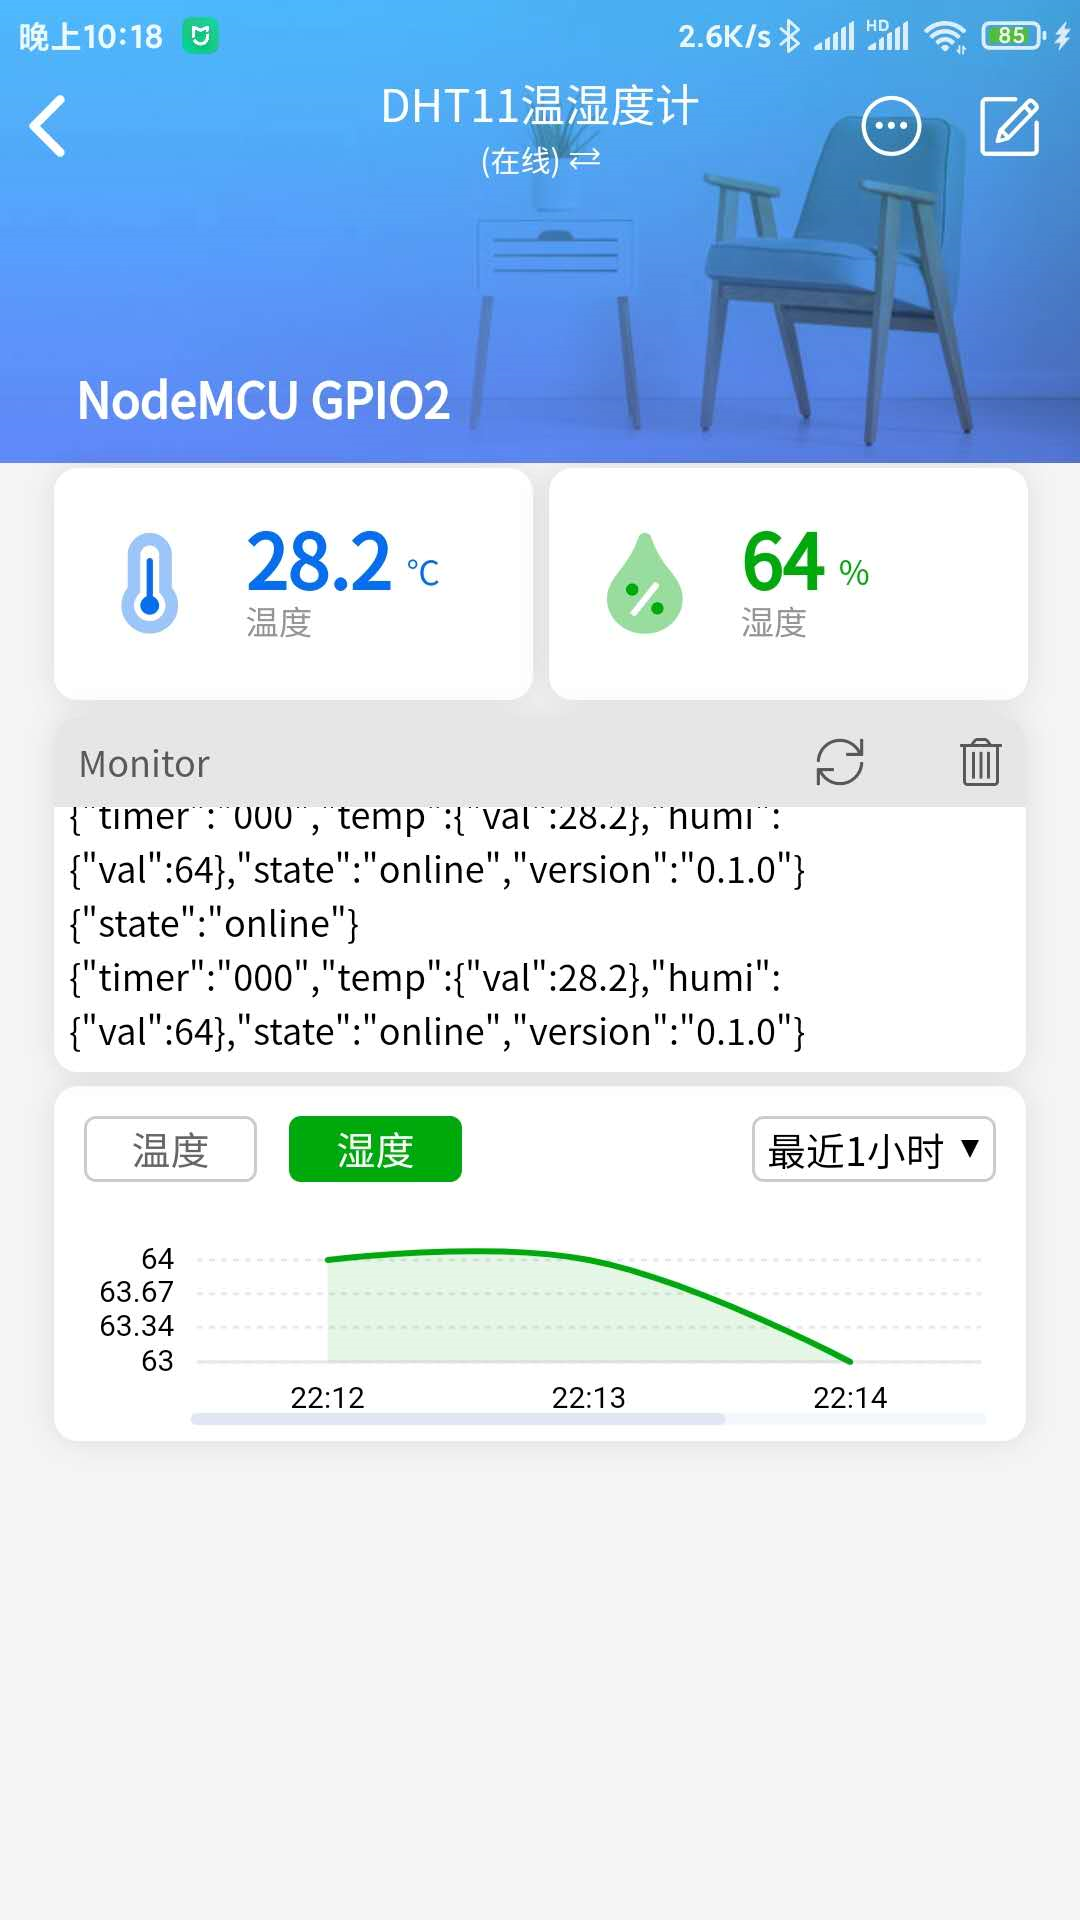 晚上10:18
2.6K/s
HD
85
DHT11温湿度计
(在线)
NodeMCU GPIO2
28.2 ℃
温度
64 %
湿度
Monitor
{"timer":"000","temp":{"val":28.2},"humi":
{"val":64},"state":"online","version":"0.1.0"}
{"state":"online"}
{"timer":"000","temp":{"val":28.2},"humi":
{"val":64},"state":"online","version":"0.1.0"}
温度 湿度 最近1小时 ▼
64
63.67
63.34
63
22:12 22:13 22:14